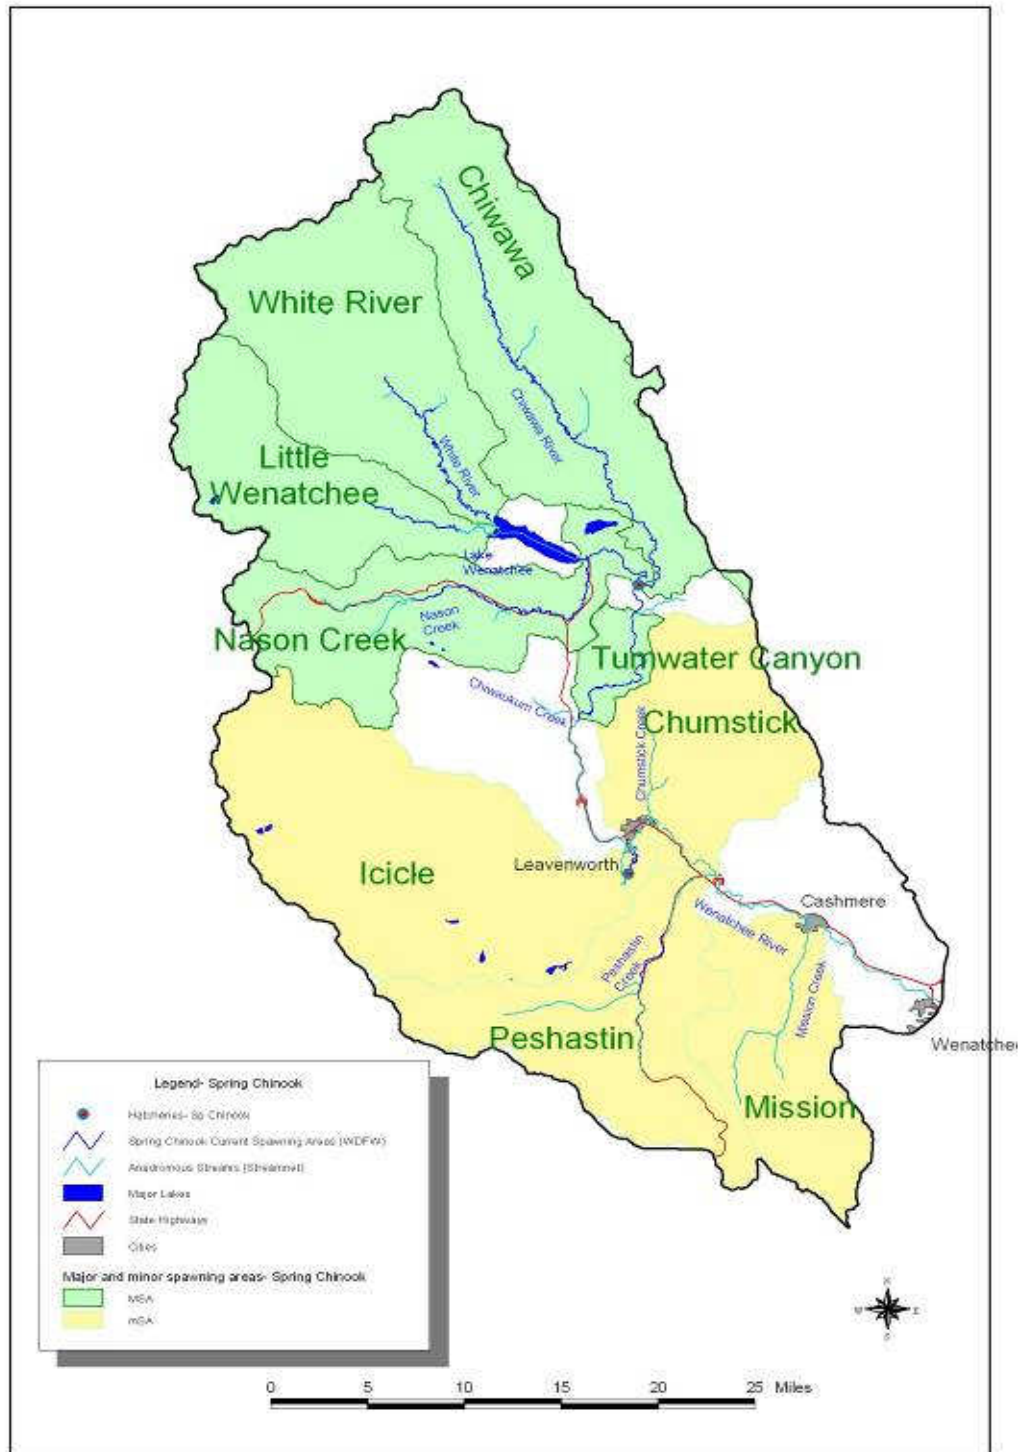 Chiwawa
White River
Chiwawa River
White River
Little
Wenatchee
Lake
Wenatchee
Nason
Creek
Nason Creek
Tumwater Canyon
Chiwaukum Creek
Chumstick Creek
Chumstick
Leavenworth
Icicle
Cashmere
Wenatchee River
Peshastin
Creek
Mission Creek
Peshastin
Wenatchee
Mission
Legend- Spring Chinook
Hatcheries- Sp Chinook
Spring Chinook Current Spawning Areas (WDFW)
Anadromous Streams (Streamnet)
Major Lakes
State Highways
Cities
Major and minor spawning areas- Spring Chinook
MSA
mSA
N
W E
S
0 5 10 15 20 25 Miles